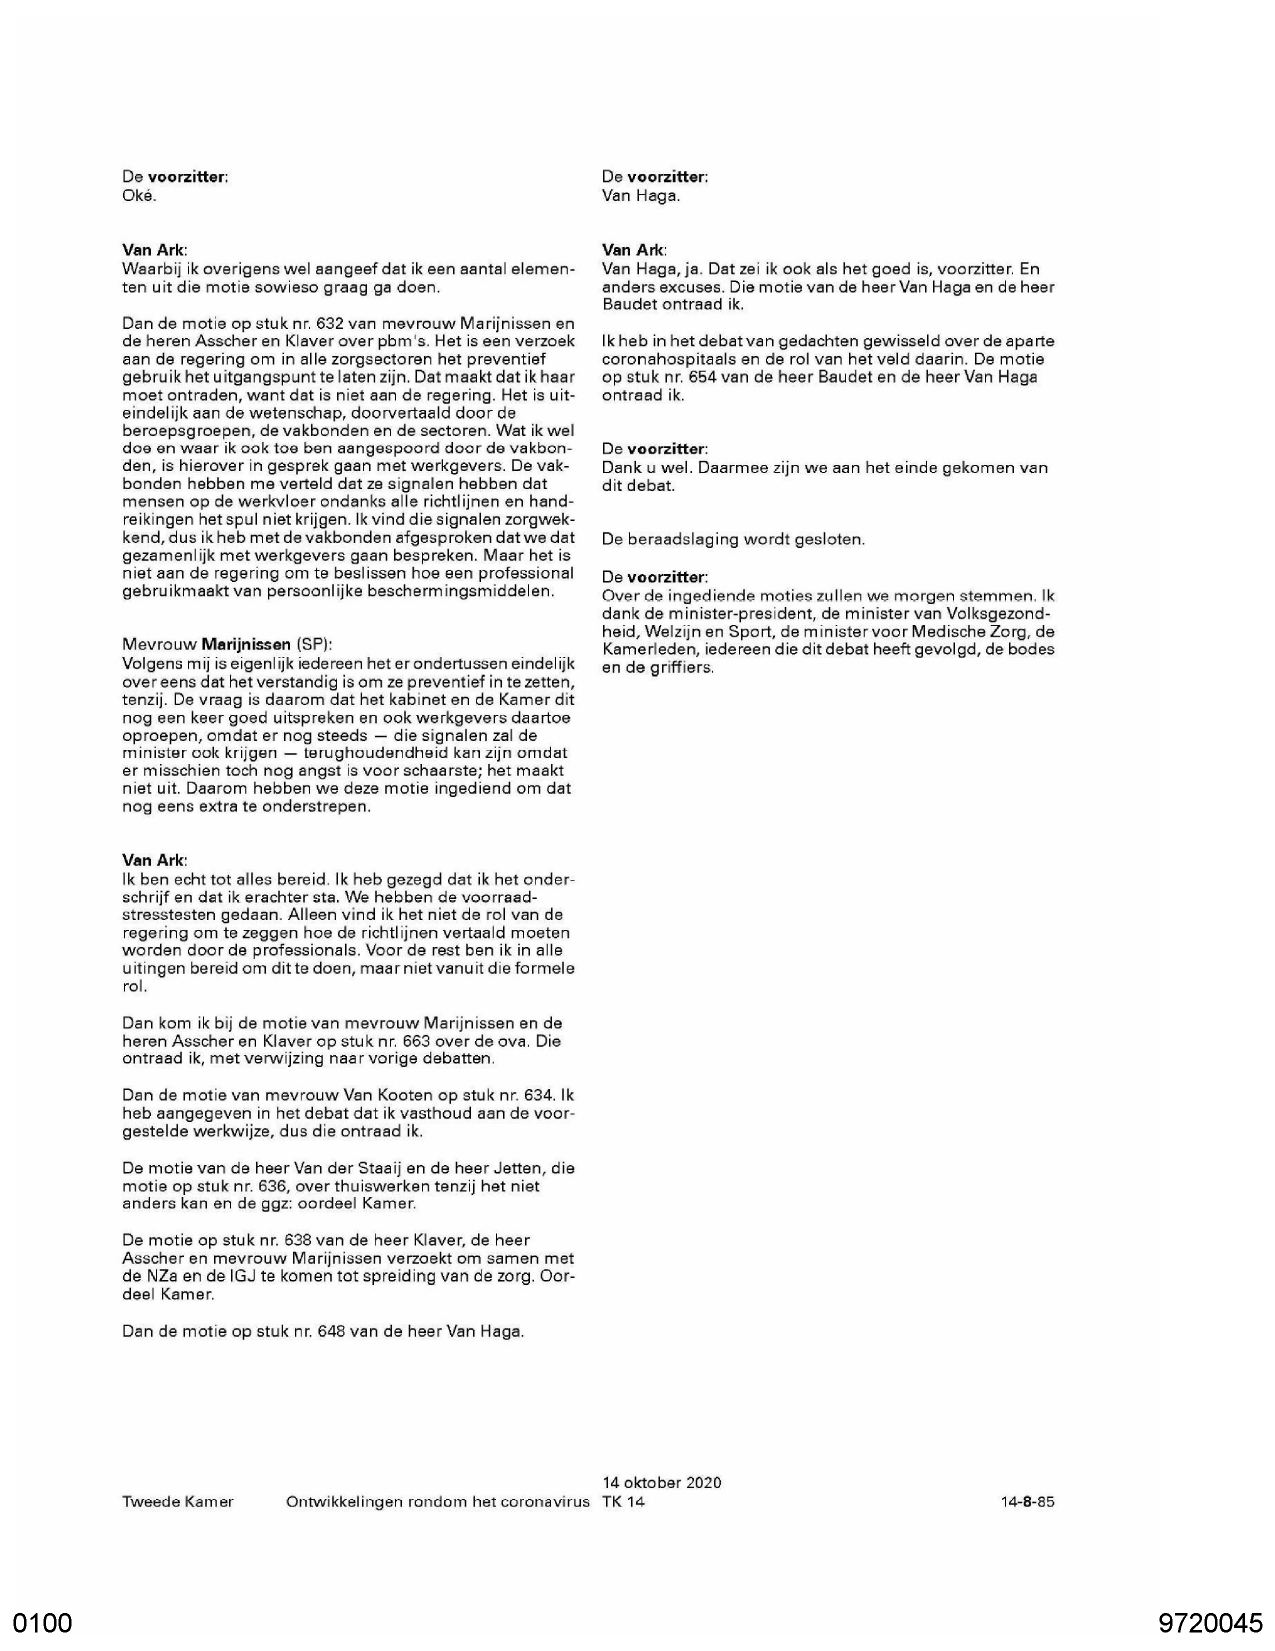 De voorzitter:
Oké.
Van Ark:
Waarbij ik overigens wel aangeef dat ik een aantal elemen-
ten uit die motie sowieso graag ga doen.
Dan de motie op stuk nr. 632 van mevrouw Marijnissen en
de heren Asscher en Klaver over pbm's. Het is een verzoek
aan de regering om in alle zorgsectoren het preventief
gebruik het uitgangspunt te laten zijn. Dat maakt dat ik haar
moet ontraden, want dat is niet aan de regering. Het is uit-
eindelijk aan de wetenschap, doorvertaald door de
beroepsgroepen, de vakbonden en de sectoren. Wat ik wel
doe en waar ik ook toe ben aangespoord door de vakbon-
den, is hierover in gesprek gaan met werkgevers. De vak-
bonden hebben me verteld dat ze signalen hebben dat
mensen op de werkvloer ondanks alle richtlijnen en hand-
reikingen het spul niet krijgen. Ik vind die signalen zorgwek-
kend, dus ik heb met de vakbonden afgesproken dat we dat
gezamenlijk met werkgevers gaan bespreken. Maar het is
niet aan de regering om te beslissen hoe een professional
gebruikmaakt van persoonlijke beschermingsmiddelen.
Mevrouw Marijnissen (SP):
Volgens mij is eigenlijk iedereen het er ondertussen eindelijk
over eens dat het verstandig is om ze preventief in te zetten,
tenzij. De vraag is daarom dat het kabinet en de Kamer dit
nog een keer goed uitspreken en ook werkgevers daartoe
oproepen, omdat er nog steeds — die signalen zal de
minister ook krijgen — terughoudendheid kan zijn omdat
er misschien toch nog angst is voor schaarste; het maakt
niet uit. Daarom hebben we deze motie ingediend om dat
nog eens extra te onderstrepen.
Van Ark:
Ik ben echt tot alles bereid. Ik heb gezegd dat ik het onder-
schrijf en dat ik erachter sta. We hebben de voorraad-
stresstesten gedaan. Alleen vind ik het niet de rol van de
regering om te zeggen hoe de richtlijnen vertaald moeten
worden door de professionals. Voor de rest ben ik in alle
uitingen bereid om dit te doen, maar niet vanuit die formele
rol.
Dan kom ik bij de motie van mevrouw Marijnissen en de
heren Asscher en Klaver op stuk nr. 663 over de ova. Die
ontraad ik, met verwijzing naar vorige debatten.
Dan de motie van mevrouw Van Kooten op stuk nr. 634. Ik
heb aangegeven in het debat dat ik vasthoud aan de voor-
gestelde werkwijze, dus die ontraad ik.
De motie van de heer Van der Staaij en de heer Jetten, die
motie op stuk nr. 636, over thuiswerken tenzij het niet
anders kan en de ggz: oordeel Kamer.
De motie op stuk nr. 638 van de heer Klaver, de heer
Asscher en mevrouw Marijnissen verzoekt om samen met
de NZa en de IGJ te komen tot spreiding van de zorg. Oor-
deel Kamer.
Dan de motie op stuk nr. 648 van de heer Van Haga.
De voorzitter:
Van Haga.
Van Ark:
Van Haga, ja. Dat zei ik ook als het goed is, voorzitter. En
anders excuses. Die motie van de heer Van Haga en de heer
Baudet ontraad ik.
Ik heb in het debat van gedachten gewisseld over de aparte
coronahospitaals en de rol van het veld daarin. De motie
op stuk nr. 654 van de heer Baudet en de heer Van Haga
ontraad ik.
De voorzitter:
Dank u wel. Daarmee zijn we aan het einde gekomen van
dit debat.
De beraadslaging wordt gesloten.
De voorzitter:
Over de ingediende moties zullen we morgen stemmen. Ik
dank de minister-president, de minister van Volksgezond-
heid, Welzijn en Sport, de minister voor Medische Zorg, de
Kamerleden, iedereen die dit debat heeft gevolgd, de bodes
en de griffiers.
14 oktober 2020
Tweede Kamer Ontwikkelingen rondom het coronavirus TK 14 14-8-85
0100 9720045